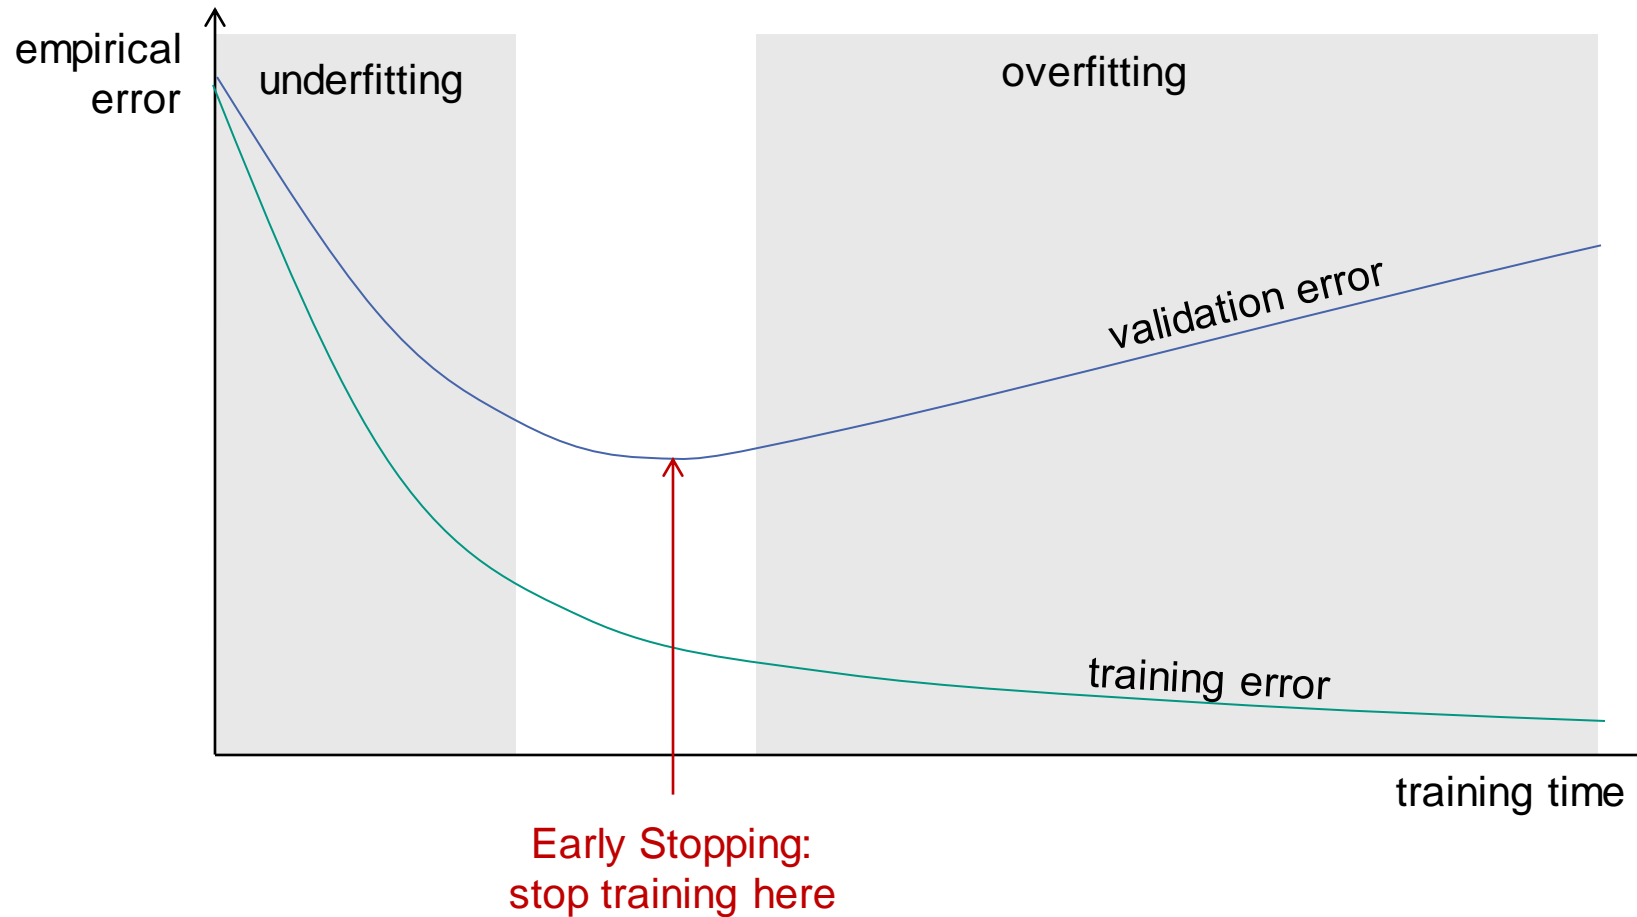 empirical
error
underfitting
overfitting
validation error
training error
training time
Early Stopping:
stop training here